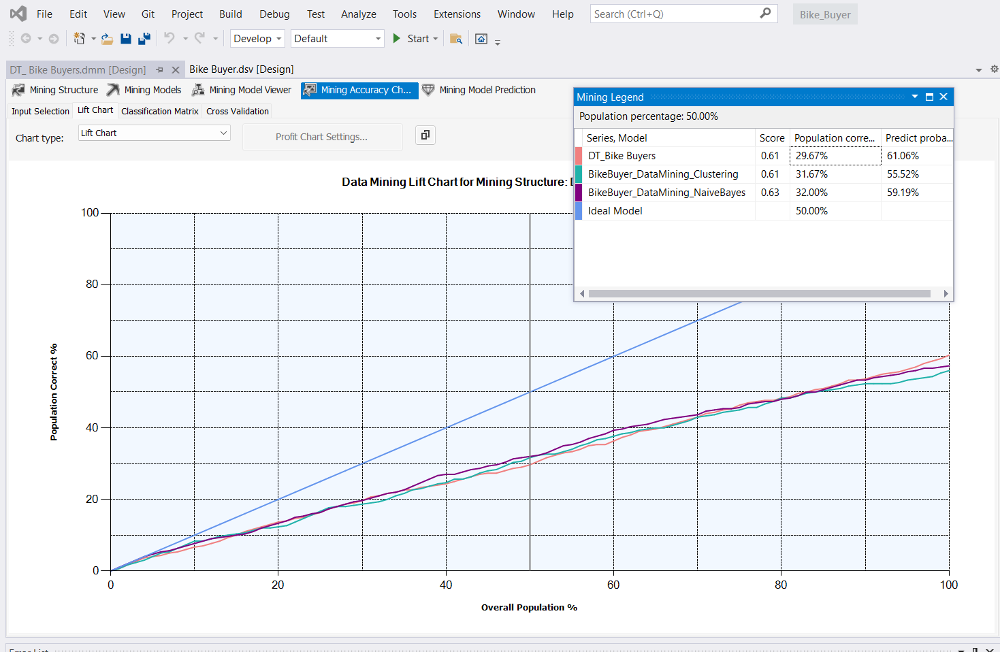 File Edit View Git Project Build Debug Test Analyze Tools Extensions Window Help Search (Ctrl+Q) Bike_Buyer
Develop Default Start
DT_ Bike Buyers.dmm [Design] Bike Buyer.dsv [Design]
Mining Structure Mining Models Mining Model Viewer Mining Accuracy Ch... Mining Model Prediction
Input Selection Lift Chart Classification Matrix Cross Validation
Chart type: Lift Chart Profit Chart Settings...
Mining Legend
Population percentage: 50.00%
Series, Model Score Population corre... Predict proba...
DT_Bike Buyers 0.61 29.67% 61.06%
BikeBuyer_DataMining_Clustering 0.61 31.67% 55.52%
BikeBuyer_DataMining_NaiveBayes 0.63 32.00% 59.19%
Ideal Model 50.00%
Data Mining Lift Chart for Mining Structure:
100
80
60
40
20
0
Population Correct %
0 20 40 60 80 100
Overall Population %